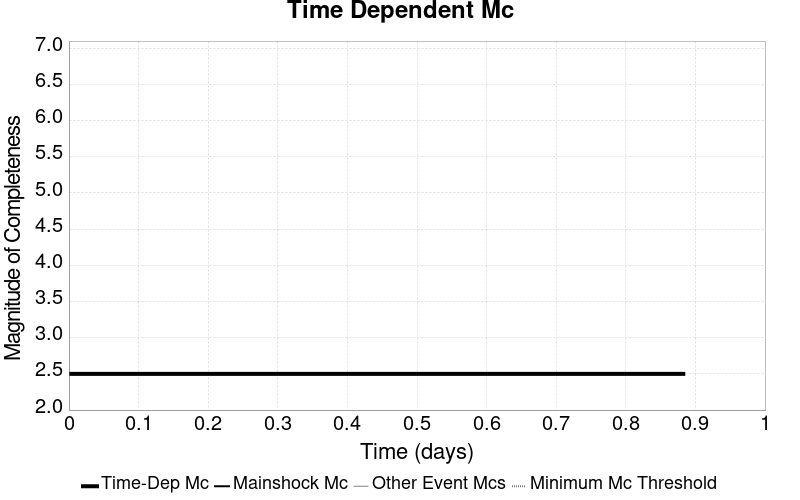 Time Dependent Mc
Magnitude of Completeness
7.0
6.5
6.0
5.5
5.0
4.5
4.0
3.5
3.0
2.5
2.0
0 0.1 0.2 0.3 0.4 0.5 0.6 0.7 0.8 0.9 1
Time (days)
Time-Dep Mc Mainshock Mc Other Event Mcs Minimum Mc Threshold